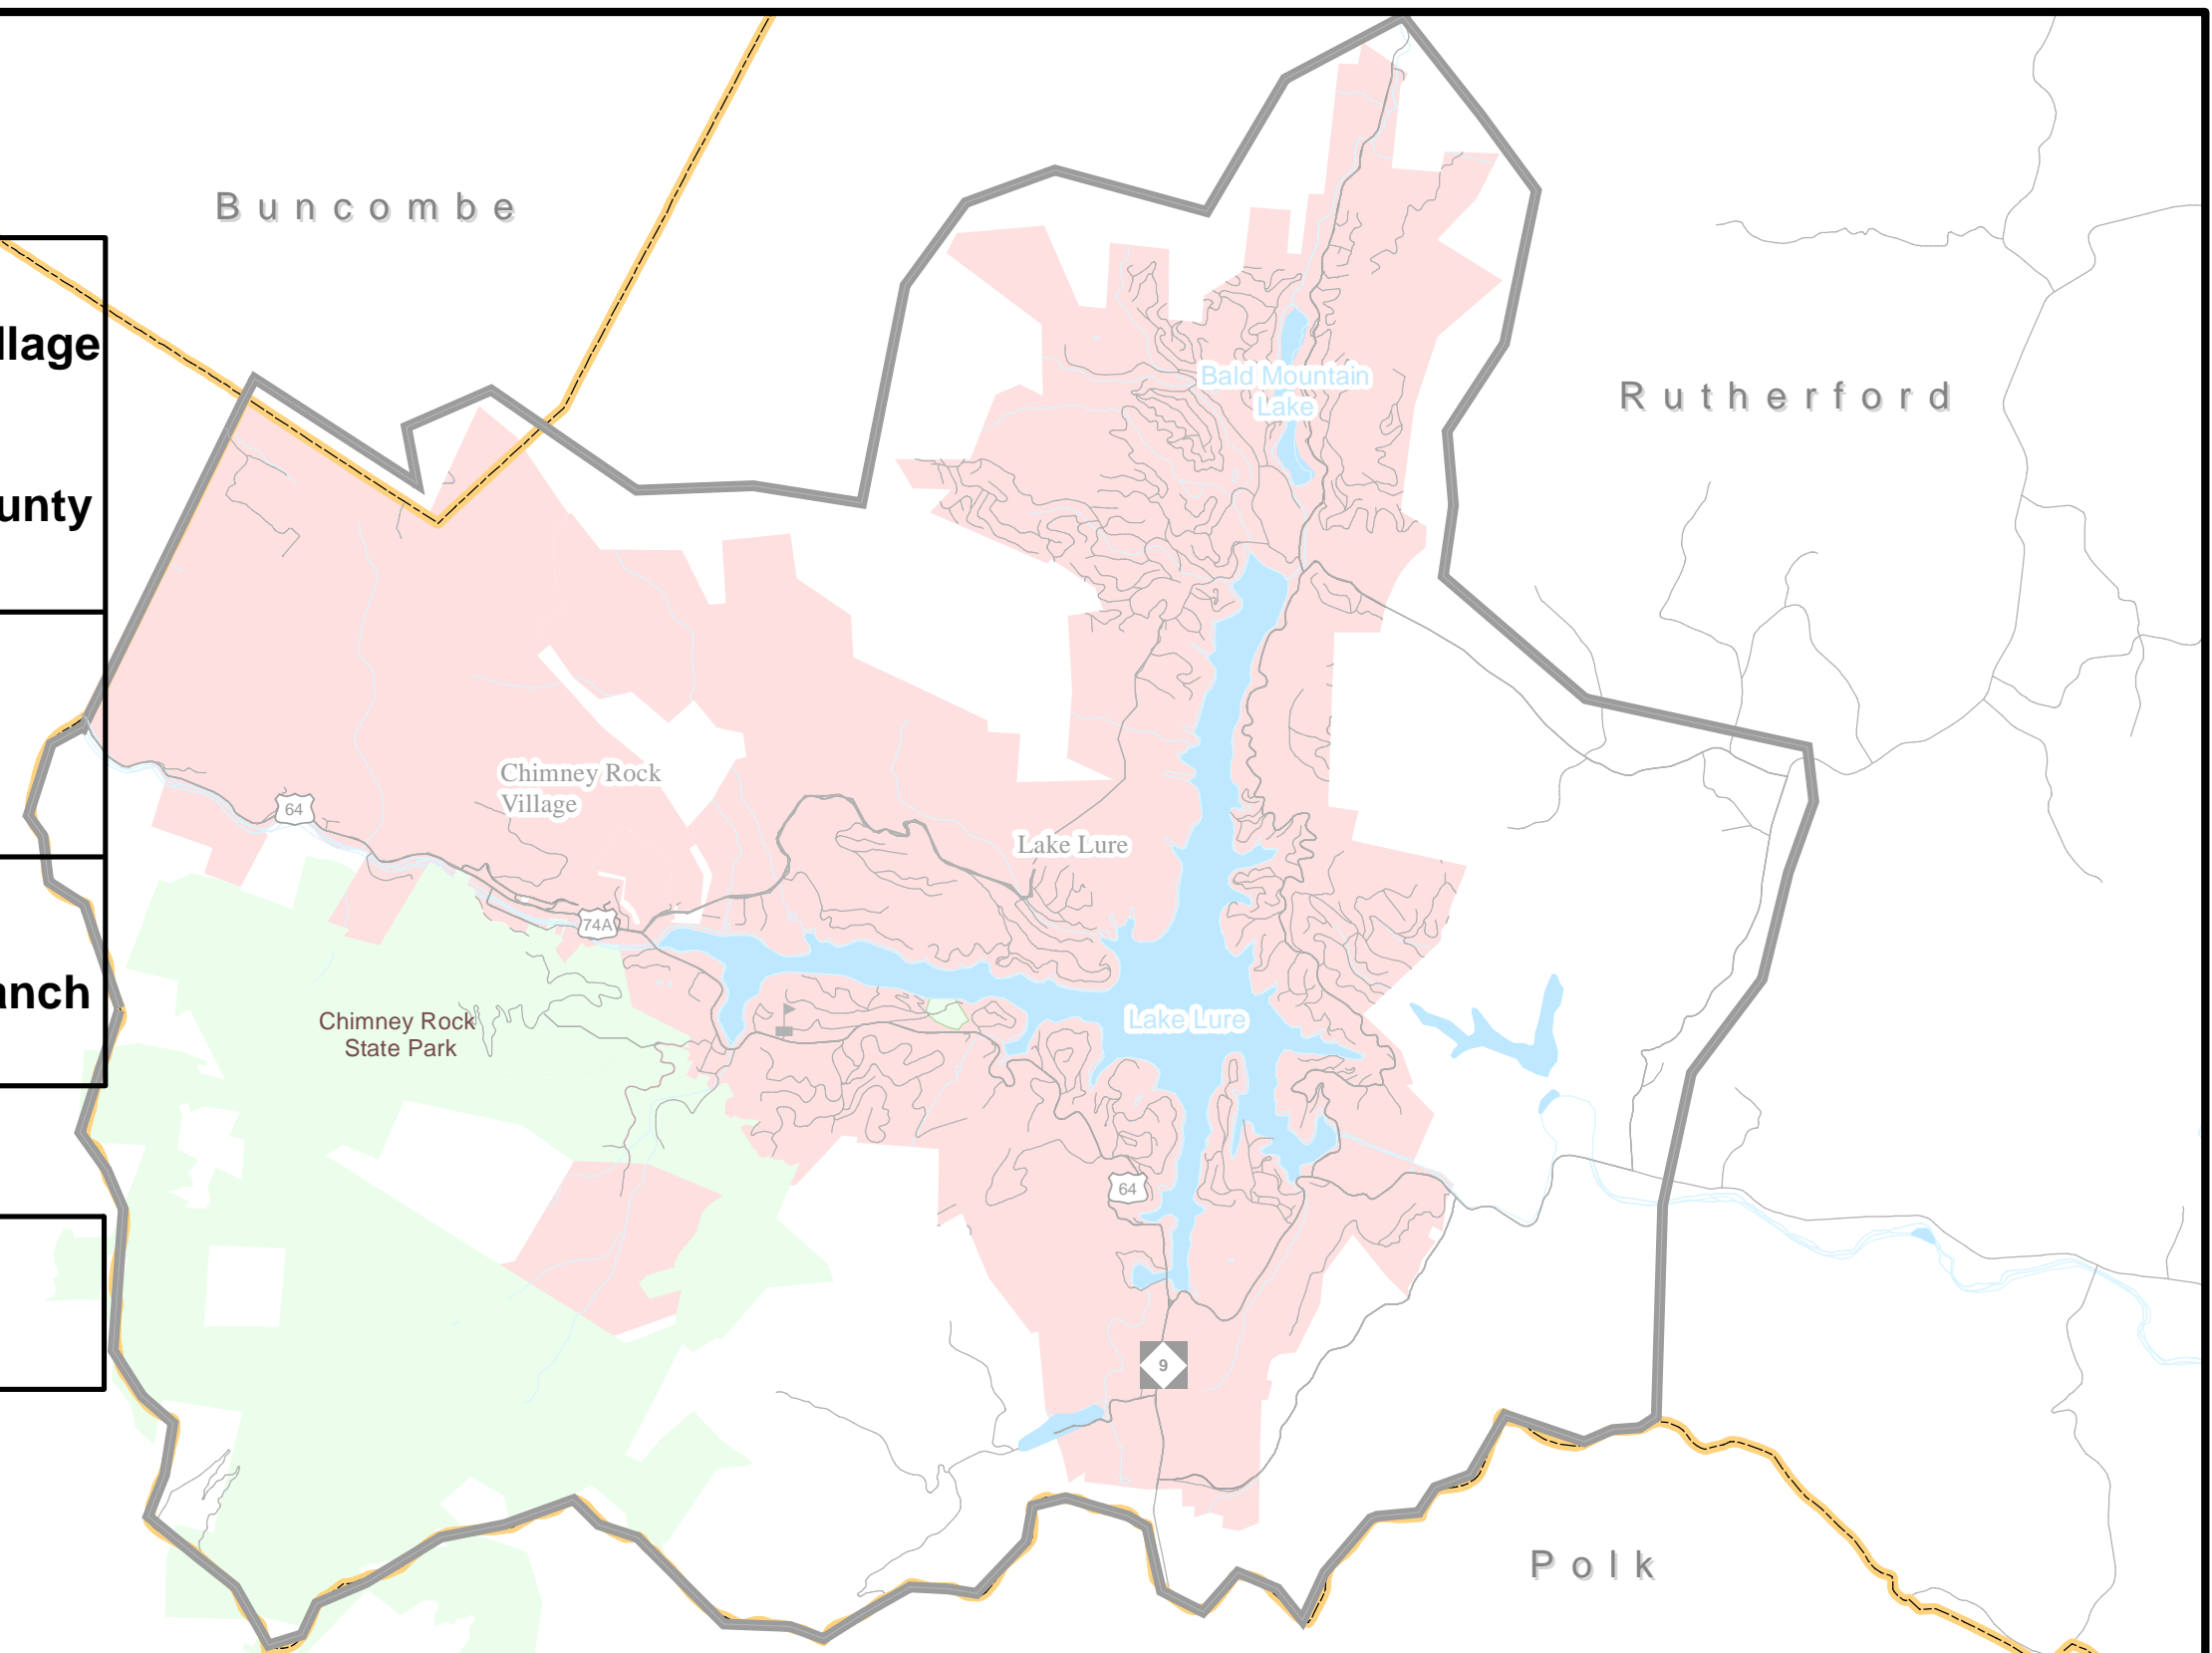 Buncombe
llage
Bald Mountain
Lake
Rutherford
unty
Chimney Rock
Village
64
Lake Lure
74A
anch
Chimney Rock
State Park
Lake Lure
64
9
Polk